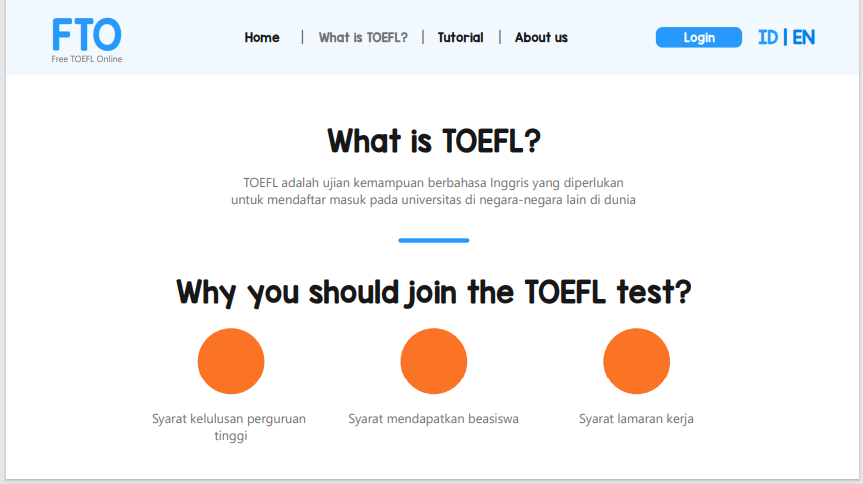 FTO
Free TOEFL Online
Home | What is TOEFL? | Tutorial | About us
Login
ID | EN
What is TOEFL?
TOEFL adalah ujian kemampuan berbahasa Inggris yang diperlukan
untuk mendaftar masuk pada universitas di negara-negara lain di dunia
Why you should join the TOEFL test?
Syarat kelulusan perguruan
tinggi
Syarat mendapatkan beasiswa
Syarat lamaran kerja